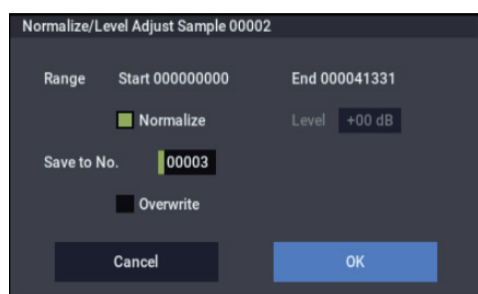 Normalize/Level Adjust Sample 00002
Range Start 000000000 End 000041331
Normalize Level +00 dB
Save to No. 00003
Overwrite
Cancel OK